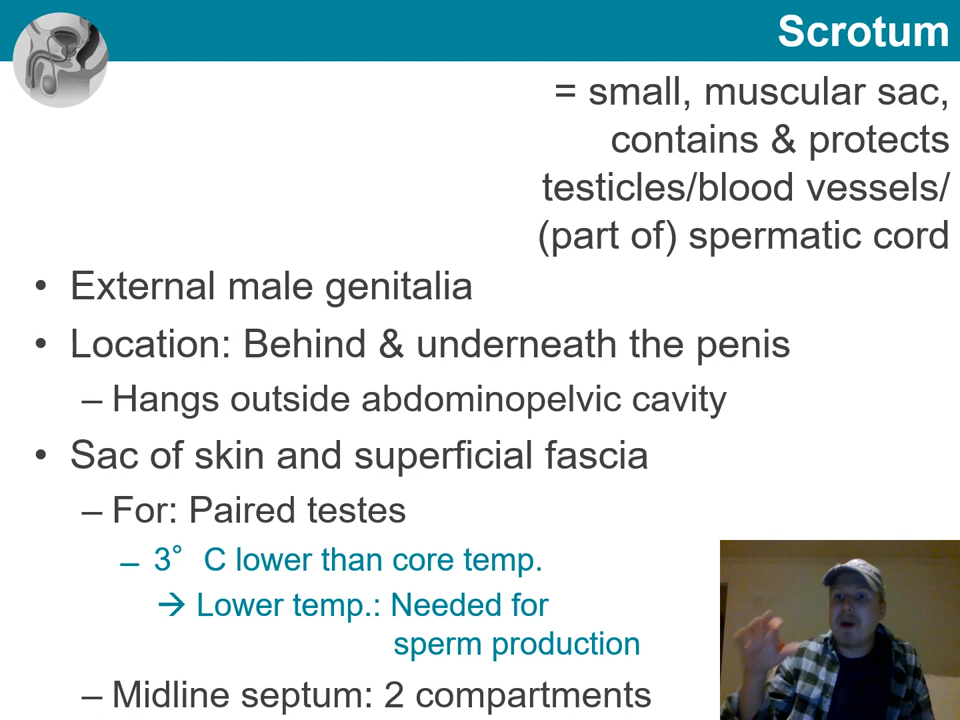 Scrotum
= small, muscular sac,
contains & protects
testicles/blood vessels/
(part of) spermatic cord
• External male genitalia
• Location: Behind & underneath the penis
– Hangs outside abdominopelvic cavity
• Sac of skin and superficial fascia
– For: Paired testes
– 3° C lower than core temp.
→ Lower temp.: Needed for
sperm production
– Midline septum: 2 compartments